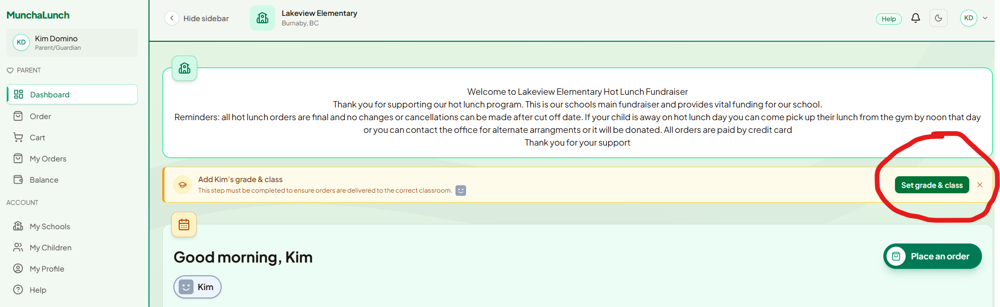 MunchaLunch
KD
Kim Domino
Parent/Guardian
PARENT
Dashboard
Order
Cart
My Orders
Balance
ACCOUNT
My Schools
My Children
My Profile
Help
Hide sidebar
Lakeview Elementary
Burnaby, BC
Help
KD
Welcome to Lakeview Elementary Hot Lunch Fundraiser
Thank you for supporting our hot lunch program. This is our schools main fundraiser and provides vital funding for our school.
Reminders: all hot lunch orders are final and no changes or cancellations can be made after cut off date. If your child is away on hot lunch day you can come pick up their lunch from the gym by noon that day
or you can contact the office for alternate arrangments or it will be donated. All orders are paid by credit card
Thank you for your support
Add Kim's grade & class
This step must be completed to ensure orders are delivered to the correct classroom.
Set grade & class
Good morning, Kim
Place an order
Kim